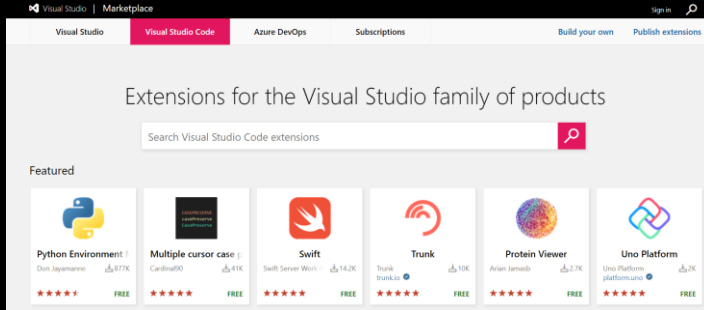 Visual Studio | Marketplace
Sign in
Visual Studio
Visual Studio Code
Azure DevOps
Subscriptions
Build your own
Publish extensions
Extensions for the Visual Studio family of products
Search Visual Studio Code extensions
Featured
Python Environment
Don Jayamanne 877K
FREE
Multiple cursor case p
Cardinal90 41K
FREE
Swift
Swift Server Work 14.2K
FREE
Trunk
Trunk 10K
trunk.io
FREE
Protein Viewer
Arian Jamasb 2.7K
FREE
Uno Platform
Uno Platform 2K
platform.uno
FREE